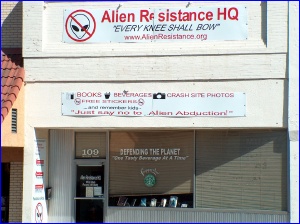 Alien Resistance HQ
"EVERY KNEE SHALL BOW"
www.AlienResistance.org
BOOKS BEVERAGES CRASH SITE PHOTOS
FREE STICKERS
...and remember kids-
"Just say no to Alien Abduction!"
109
DEFENDING THE PLANET
"One Tasty Beverage At A Time"